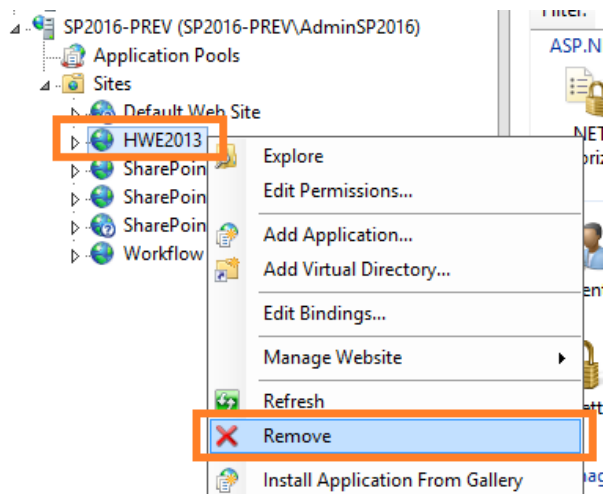 Filter:
SP2016-PREV (SP2016-PREV\AdminSP2016)
Application Pools
Sites
Default Web Site
HWE2013
SharePoin
SharePoin
SharePoin
Workflow
ASP.N
Explore
Edit Permissions...
Add Application...
Add Virtual Directory...
Edit Bindings...
Manage Website
Refresh
Remove
Install Application From Gallery
.NET